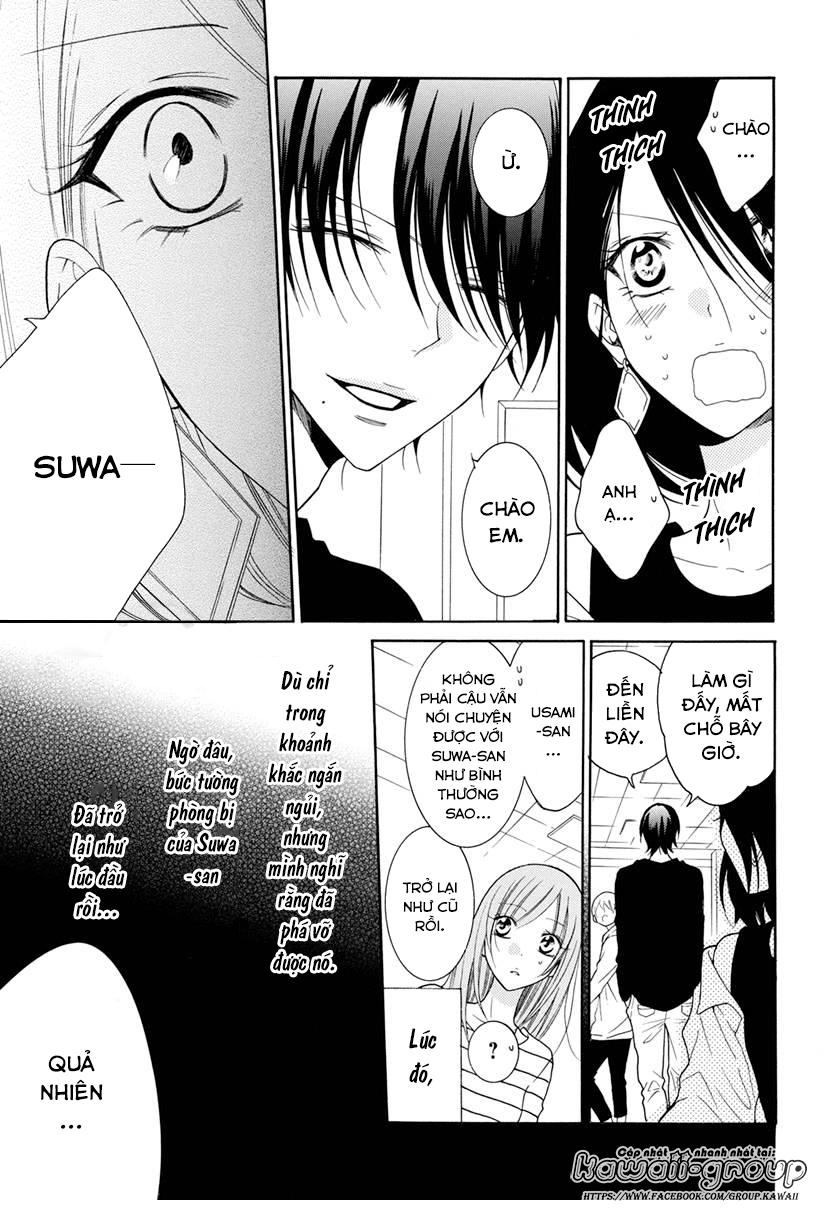 THÌNH
THỊCH
CHÀO
...
ANH
Ạ...
THÌNH
THỊCH
Ừ.
CHÀO
EM.
SUWA—
LÀM GÌ
ĐẤY, MẤT
CHỖ BÂY
GIỜ.
ĐẾN
LIỀN
ĐÂY.
USAMI
-SAN
...
KHÔNG
PHẢI CẬU VẪN
NÓI CHUYỆN
ĐƯỢC VỚI
SUWA-SAN
NHƯ BÌNH
THƯỜNG
SAO...
TRỞ LẠI
NHƯ CŨ
RỒI.
?
Lúc
đó,
Dù chỉ
trong
khoảnh
khắc ngắn
ngủi,
nhưng
mình nghĩ
rằng đã
phá vỡ
được nó.
Ngờ đâu,
bức tường
phòng bị
của Suwa
-san
Đã trở
lại như
lúc đầu
rồi...
QUẢ
NHIÊN
...
Cập nhật nhanh nhất tại:
kawaii-group
HTTPS://WWW.FACEBOOK.COM/GROUP.KAWAII